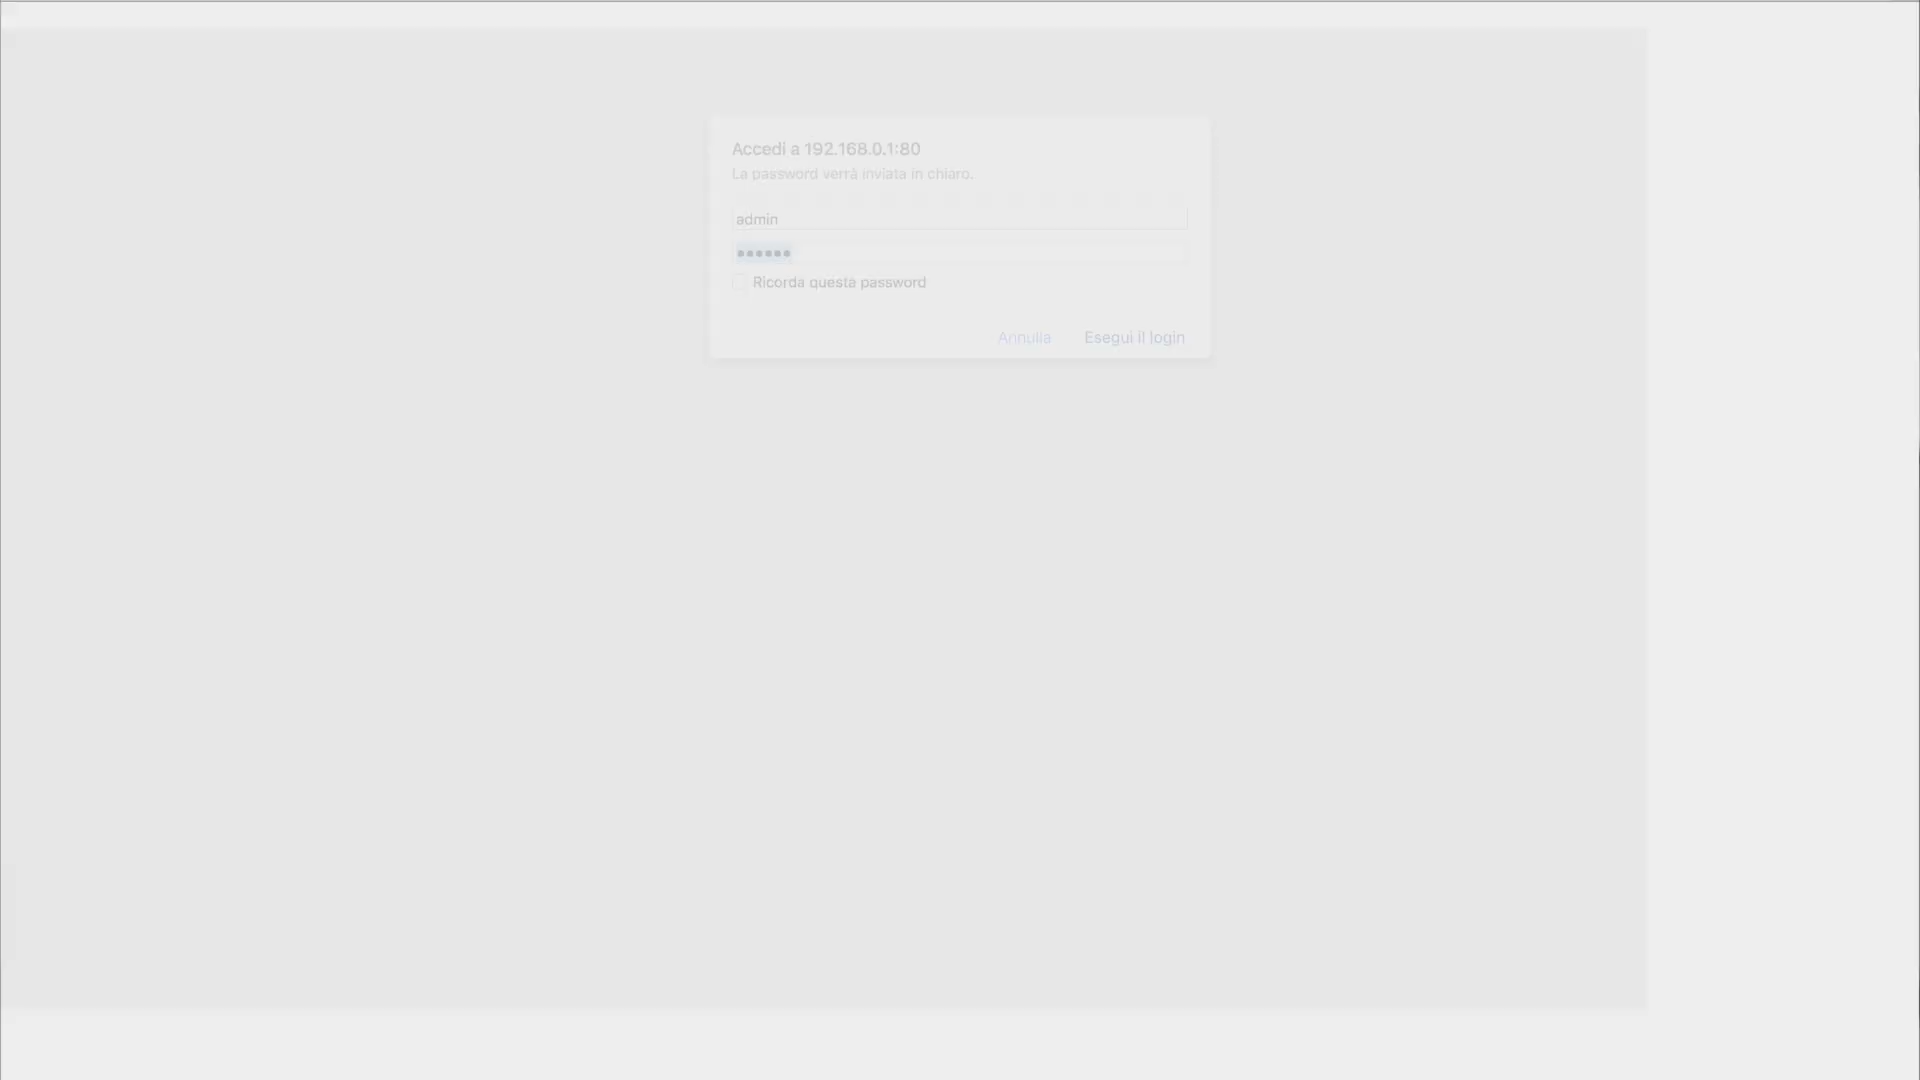 Accedi a 192.168.0.1:80
La password verrà inviata in chiaro.
admin
••••••
Ricorda questa password
Annulla
Esegui il login